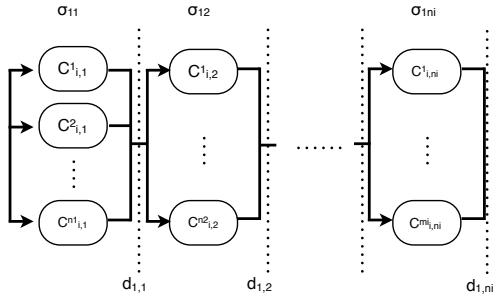 σ11 σ12 σ1ni
C1i,1 C1i,2 C1i,ni
C2i,1
Cn1i,1 Cn2i,2 Cmi,ni
d1,1 d1,2 d1,ni